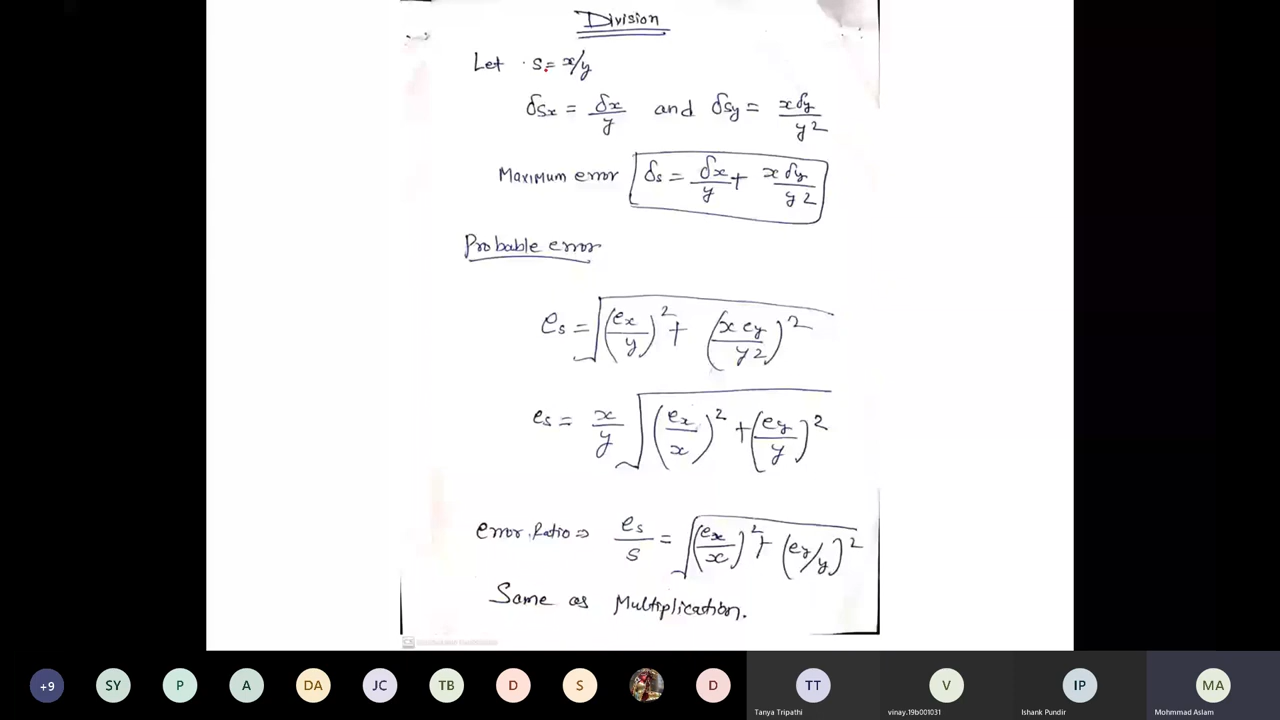 Division
Let s = x/y
δsx = δx/y and δsy = xδy/y2
Maximum error δs = δx/y + xδy/y2
Probable error
es = √((ex/y)² + (x ey/y2)²)
es = x/y √((ex/x)² + (ey/y)²)
error Ratio ⇒ es/s = √((ex/x)² + (ey/y)²)
Same as Multiplication.
CS
+9 SY P A DA JC TB D S D TT V IP MA
Tanya Tripathi vinay.19b001031 Ishank Pundir Mohmmad Aslam